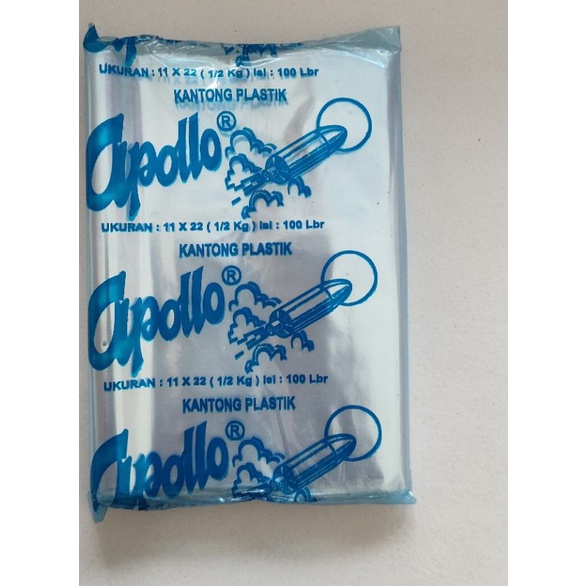 Apollo
UKURAN : 11 X 22 ( 1/2 Kg ) Isi : 100 Lbr
KANTONG PLASTIK
Apollo®
UKURAN : 11 X 22 ( 1/2 Kg ) Isi : 100 Lbr
KANTONG PLASTIK
Apollo®
UKURAN : 11 X 22 ( 1/2 Kg ) Isi : 100 Lbr
KANTONG PLASTIK
Apollo®